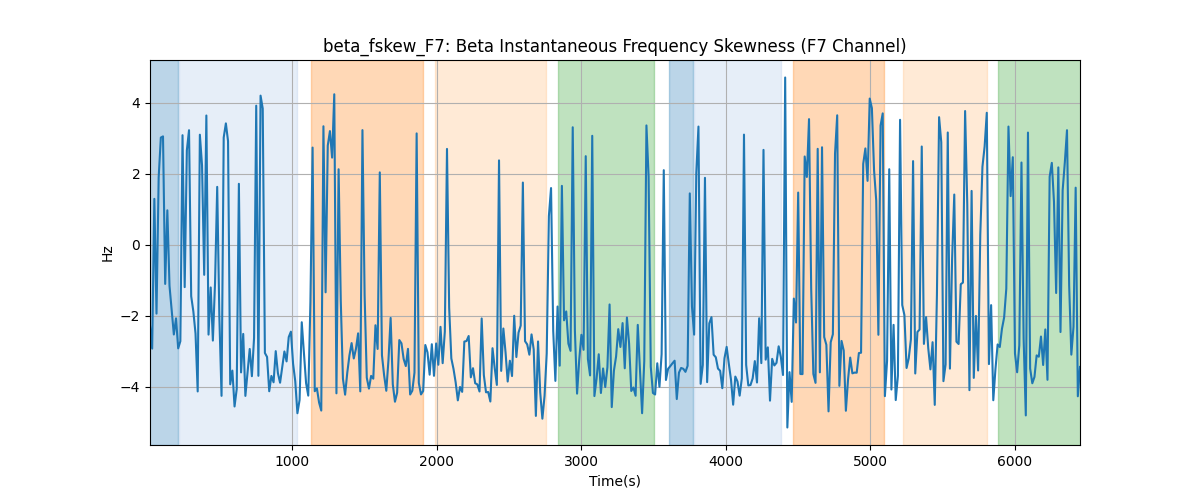 beta_fskew_F7: Beta Instantaneous Frequency Skewness (F7 Channel)
4
2
0
−2
−4
Hz
1000 2000 3000 4000 5000 6000
Time(s)